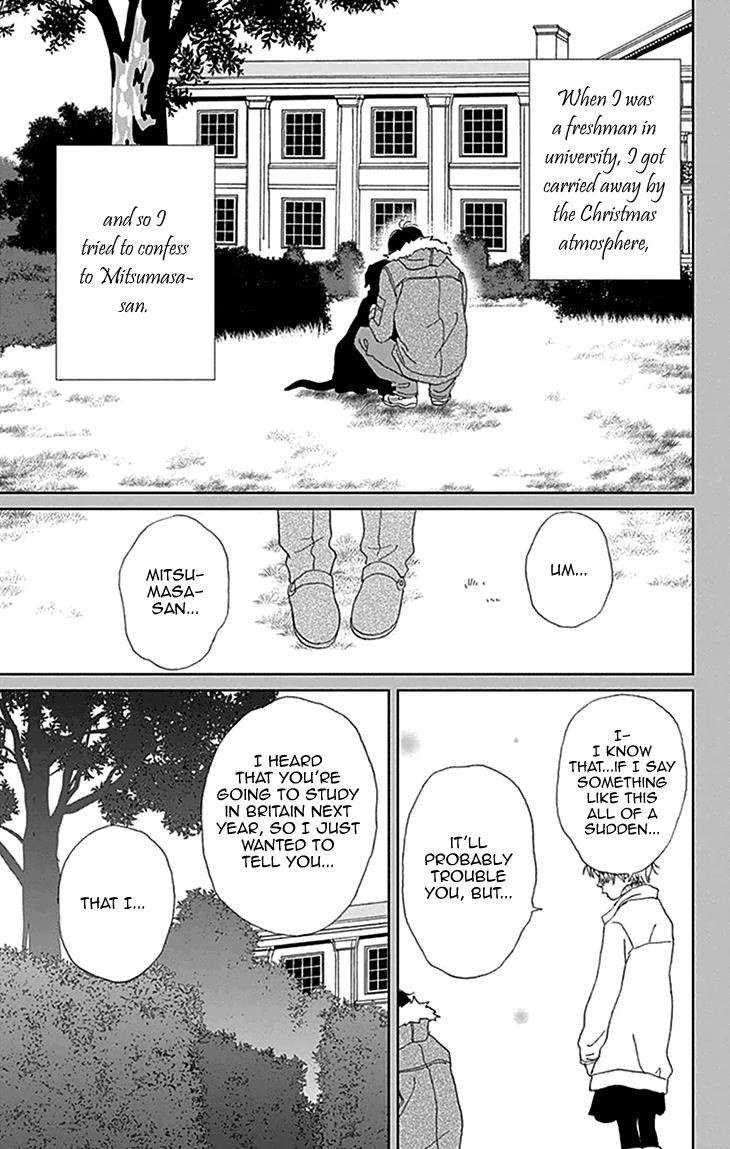 When I was
a freshman in
university, I got
carried away by
the Christmas
atmosphere,
and so I
tried to confess
to Mitsumasa-
san.
UM...
MITSU-
MASA-
SAN...
I-
I KNOW
THAT...IF I SAY
SOMETHING
LIKE THIS
ALL OF A
SUDDEN...
IT'LL
PROBABLY
TROUBLE
YOU, BUT...
I HEARD
THAT YOU'RE
GOING TO STUDY
IN BRITAIN NEXT
YEAR, SO I JUST
WANTED TO
TELL YOU...
THAT I...